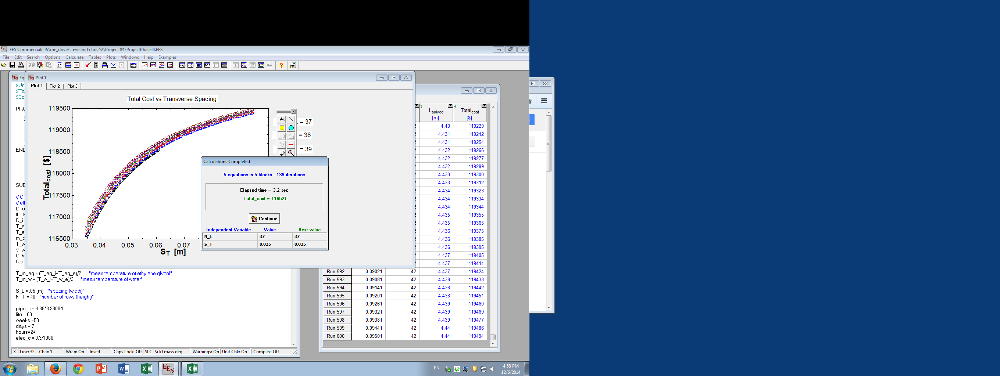 EES Commercial: P:\me_drive\steve and chris^2\Project #4\ProjectPhaseIII.EES
File Edit Search Options Calculate Tables Plots Windows Help Examples
Plot 1
Plot 1 Plot 2 Plot 3
Total Cost vs Transverse Spacing
119500
119000
118500
118000
117500
117000
116500
0.03 0.04 0.05 0.06 0.07
Totalcost [$]
ST [m]
abc
= 37
= 38
= 39
Calculations Completed
5 equations in 5 blocks - 139 iterations
Elapsed time = 3.2 sec
Total_cost = 116521
Continue
Independent Variable Value Best value
N_L 37 37
S_T 0.035 0.035
Eq
$Un
$Ta
$Co
PRO
END
SUE
// Gi
// et
D_o
thick
D_i
T_e
T_e
m_c
T_w
V_w
C_h
C_c
T_m_eg = (T_eg_i+T_eg_e)/2 "mean temperature of ethylene glycol"
T_m_w = (T_w_i+T_w_e)/2 "mean temperature of water"
S_L = .05 [m] "spacing (width)"
N_T = 40 "number of rows (height)"
pipe_c = 4.88*3.28084
life = 60
weeks =50
days = 7
hours=24
elec_c = 0.3/1000
X Line: 32 Char: 1 Wrap: On Insert Caps Lock: Off SI C Pa kJ mass deg Warnings: On Unit Chk: On Complex: Off
3 Lsolved [m] 4 Totalcost [$]
4.43 119229
4.431 119242
4.431 119254
4.432 119266
4.432 119277
4.432 119289
4.433 119300
4.433 119312
4.434 119323
4.434 119334
4.434 119344
4.435 119355
4.435 119365
4.436 119375
4.436 119385
4.436 119395
4.437 119405
4.437 119414
Run 592 0.09021 42 4.437 119424
Run 593 0.09081 42 4.438 119433
Run 594 0.09141 42 4.438 119442
Run 595 0.09201 42 4.438 119451
Run 596 0.09261 42 4.439 119460
Run 597 0.09321 42 4.439 119469
Run 598 0.09381 42 4.439 119477
Run 599 0.09441 42 4.44 119486
Run 600 0.09501 42 4.44 119494
EN
4:58 PM
12/6/2014